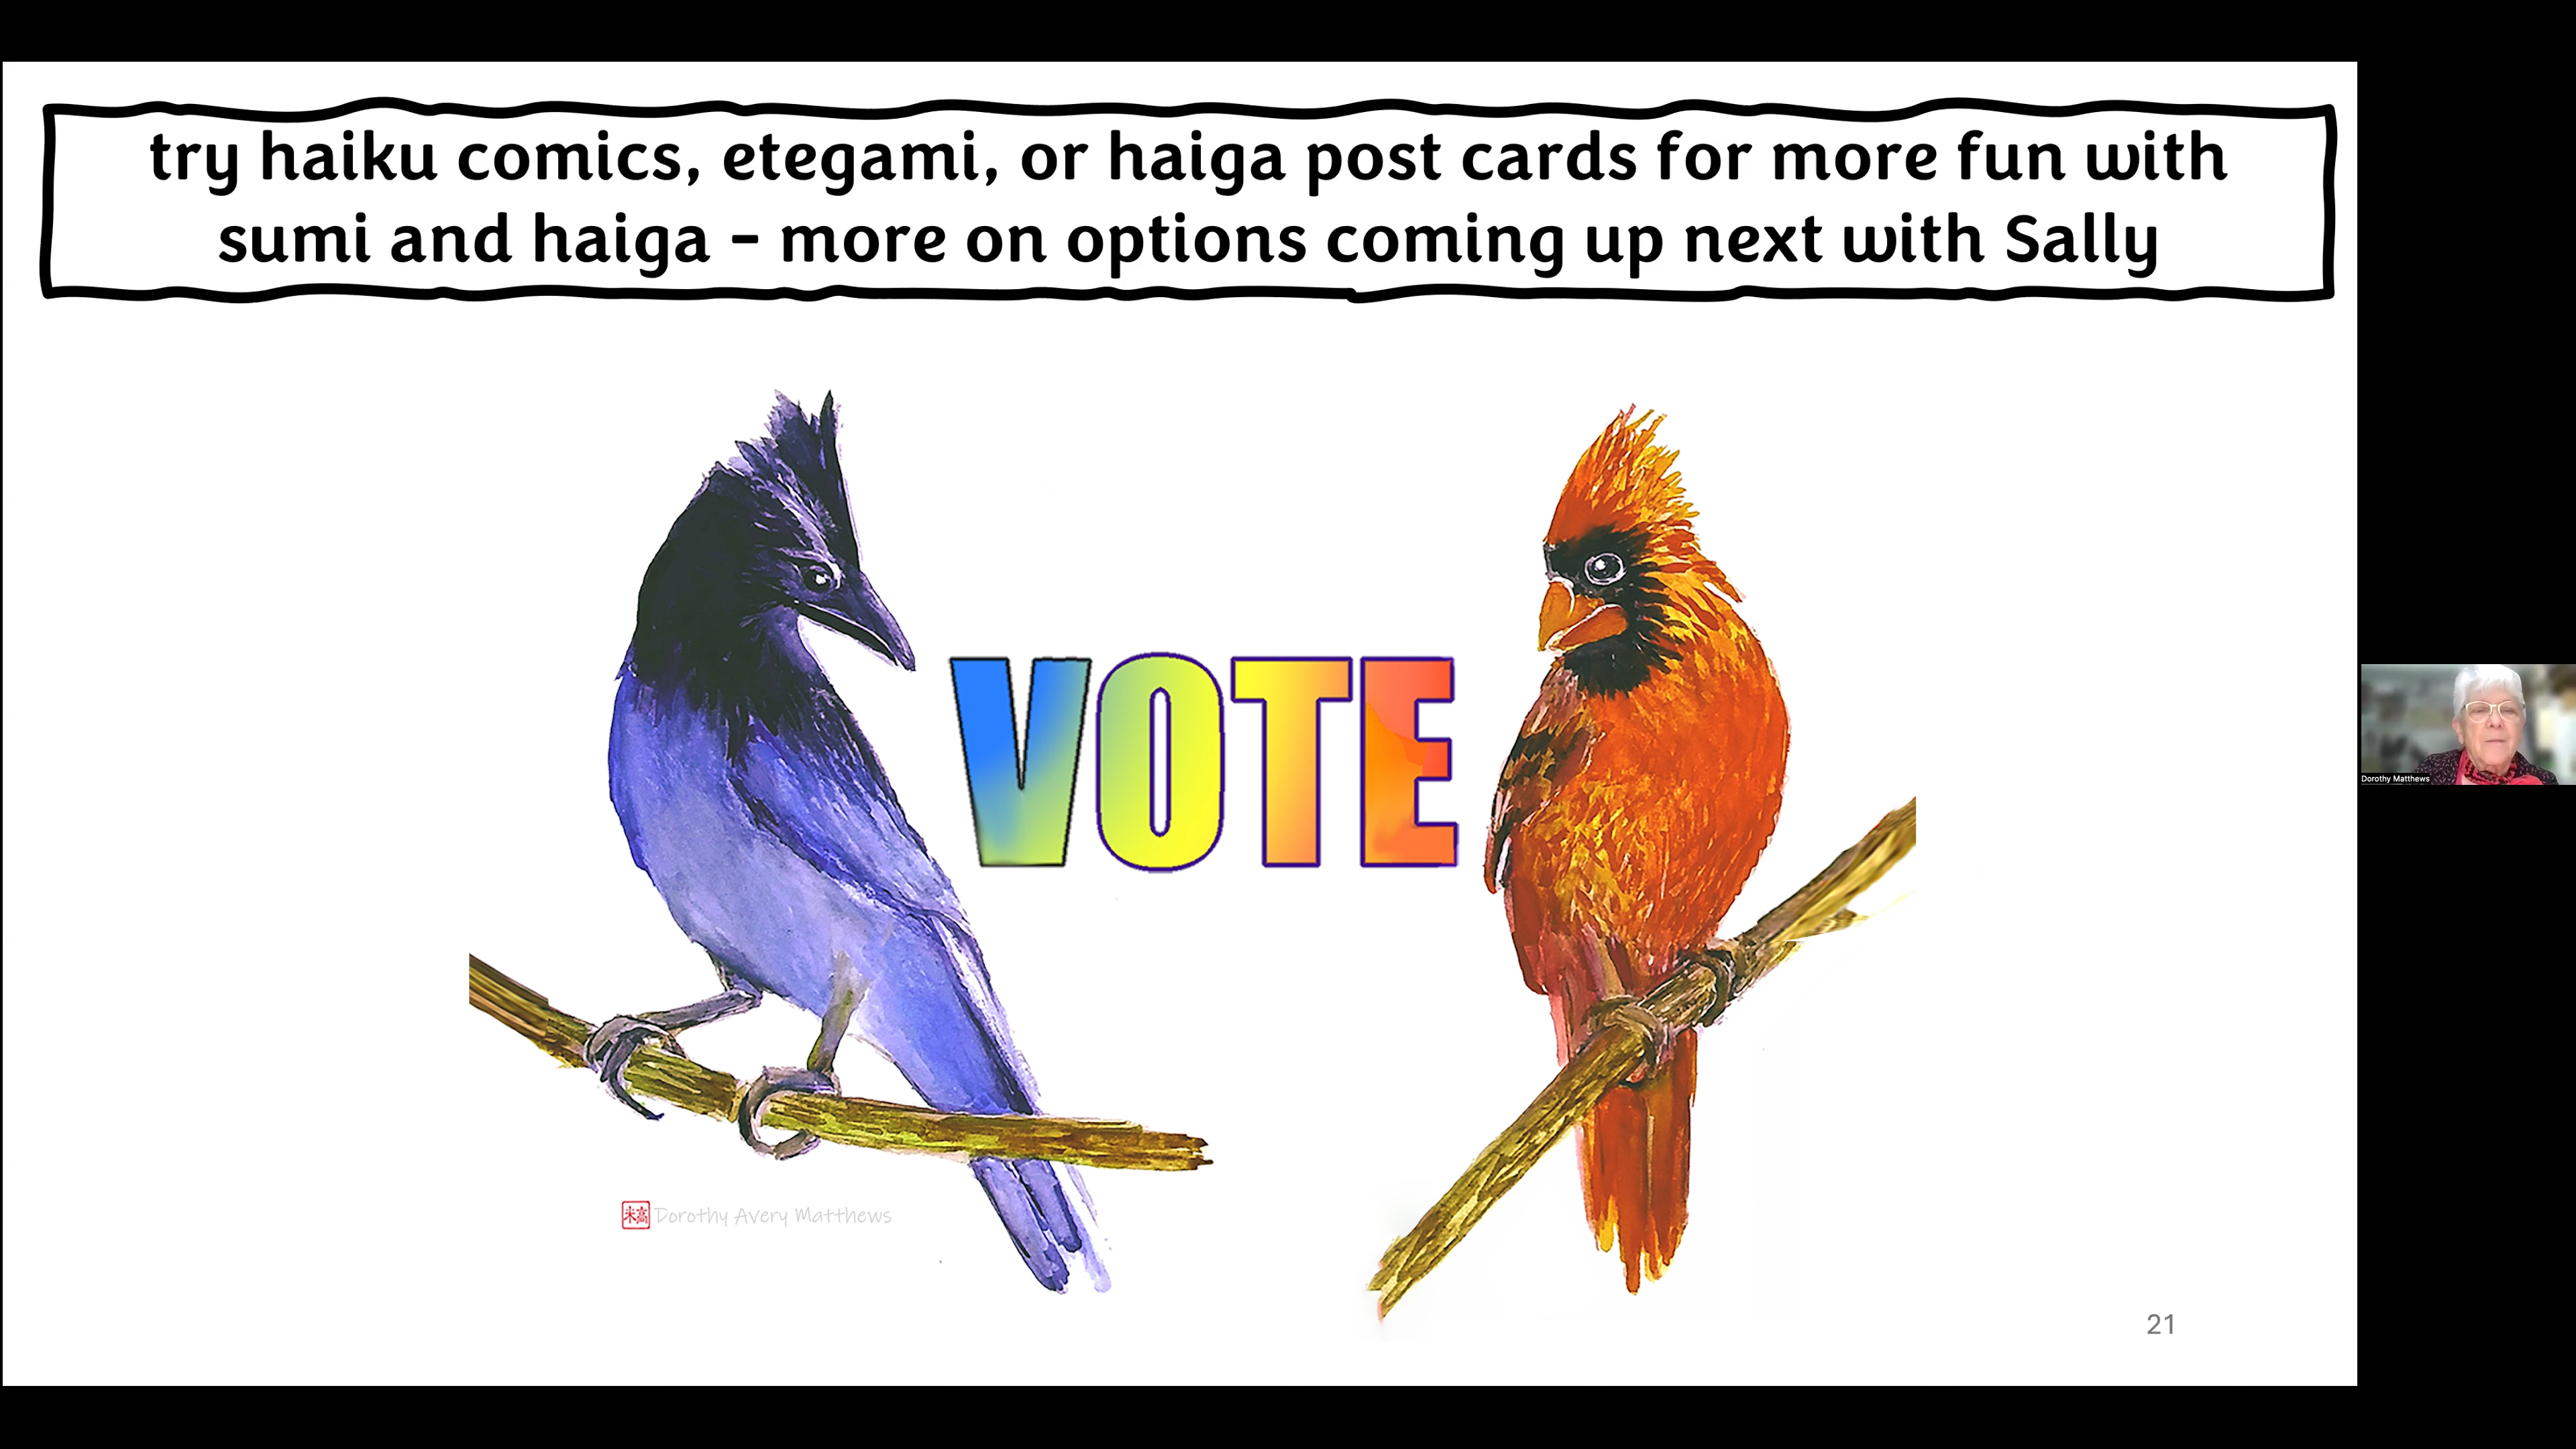 try haiku comics, etegami, or haiga post cards for more fun with
sumi and haiga - more on options coming up next with Sally
VOTE
Dorothy Matthews
Dorothy Avery Matthews
21